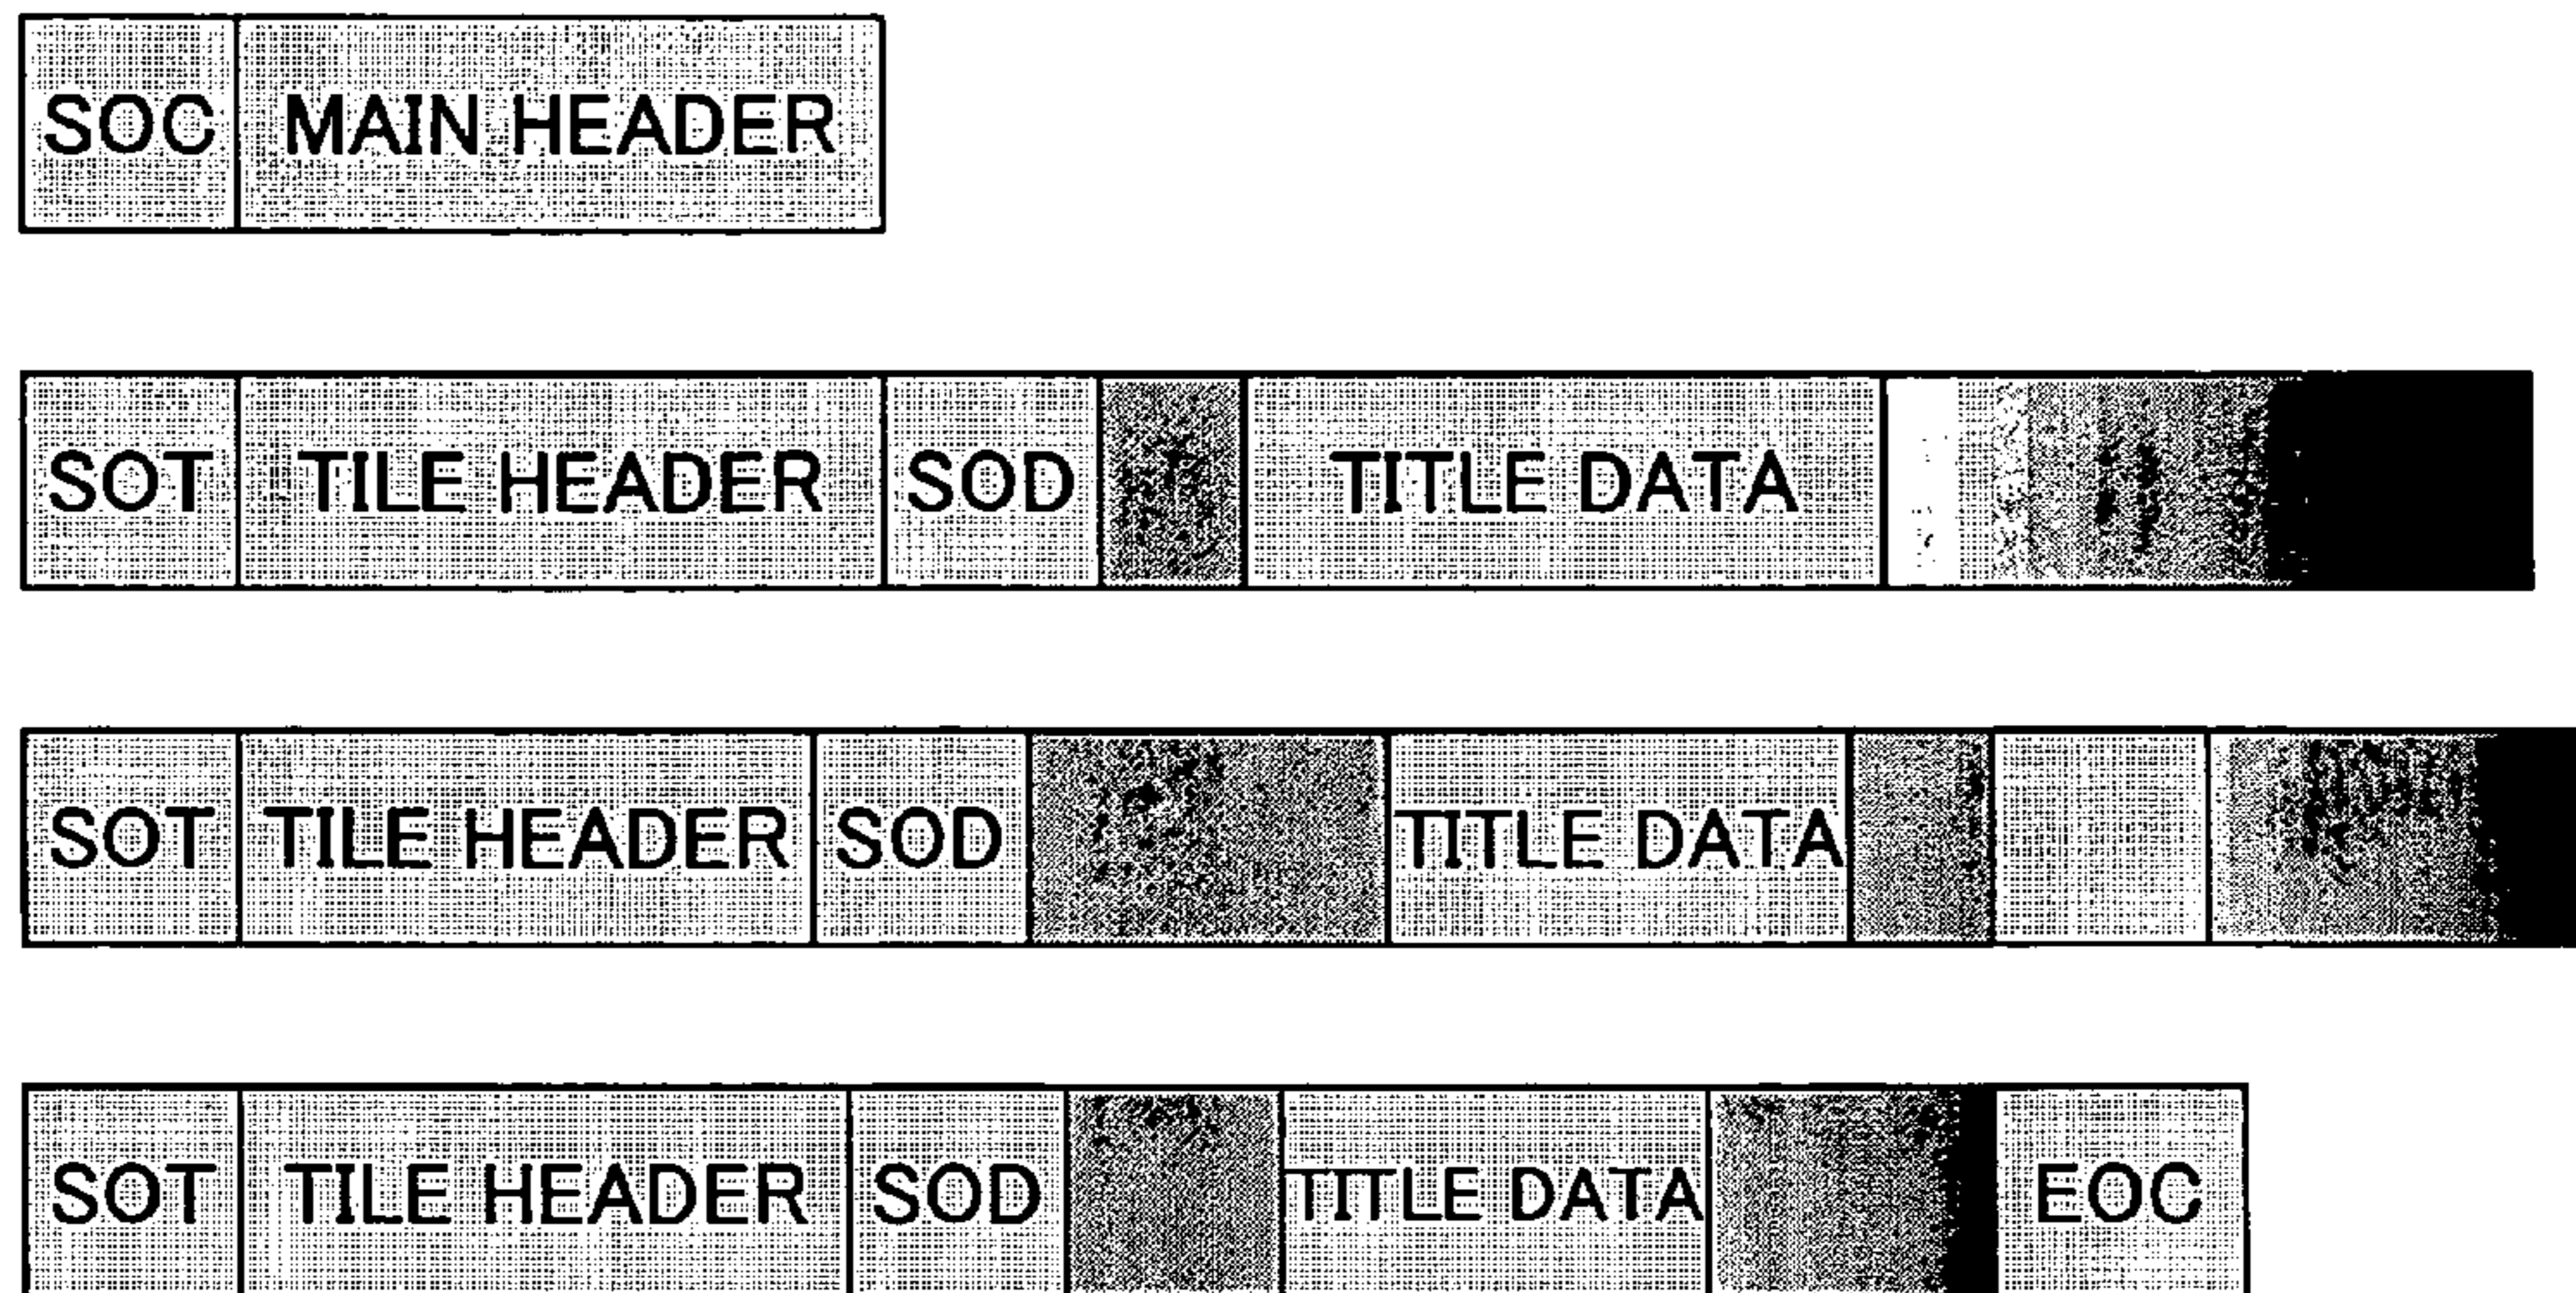 SOC MAIN HEADER
SOT TILE HEADER SOD TITLE DATA
SOT TILE HEADER SOD TITLE DATA
SOT TILE HEADER SOD TITLE DATA EOC